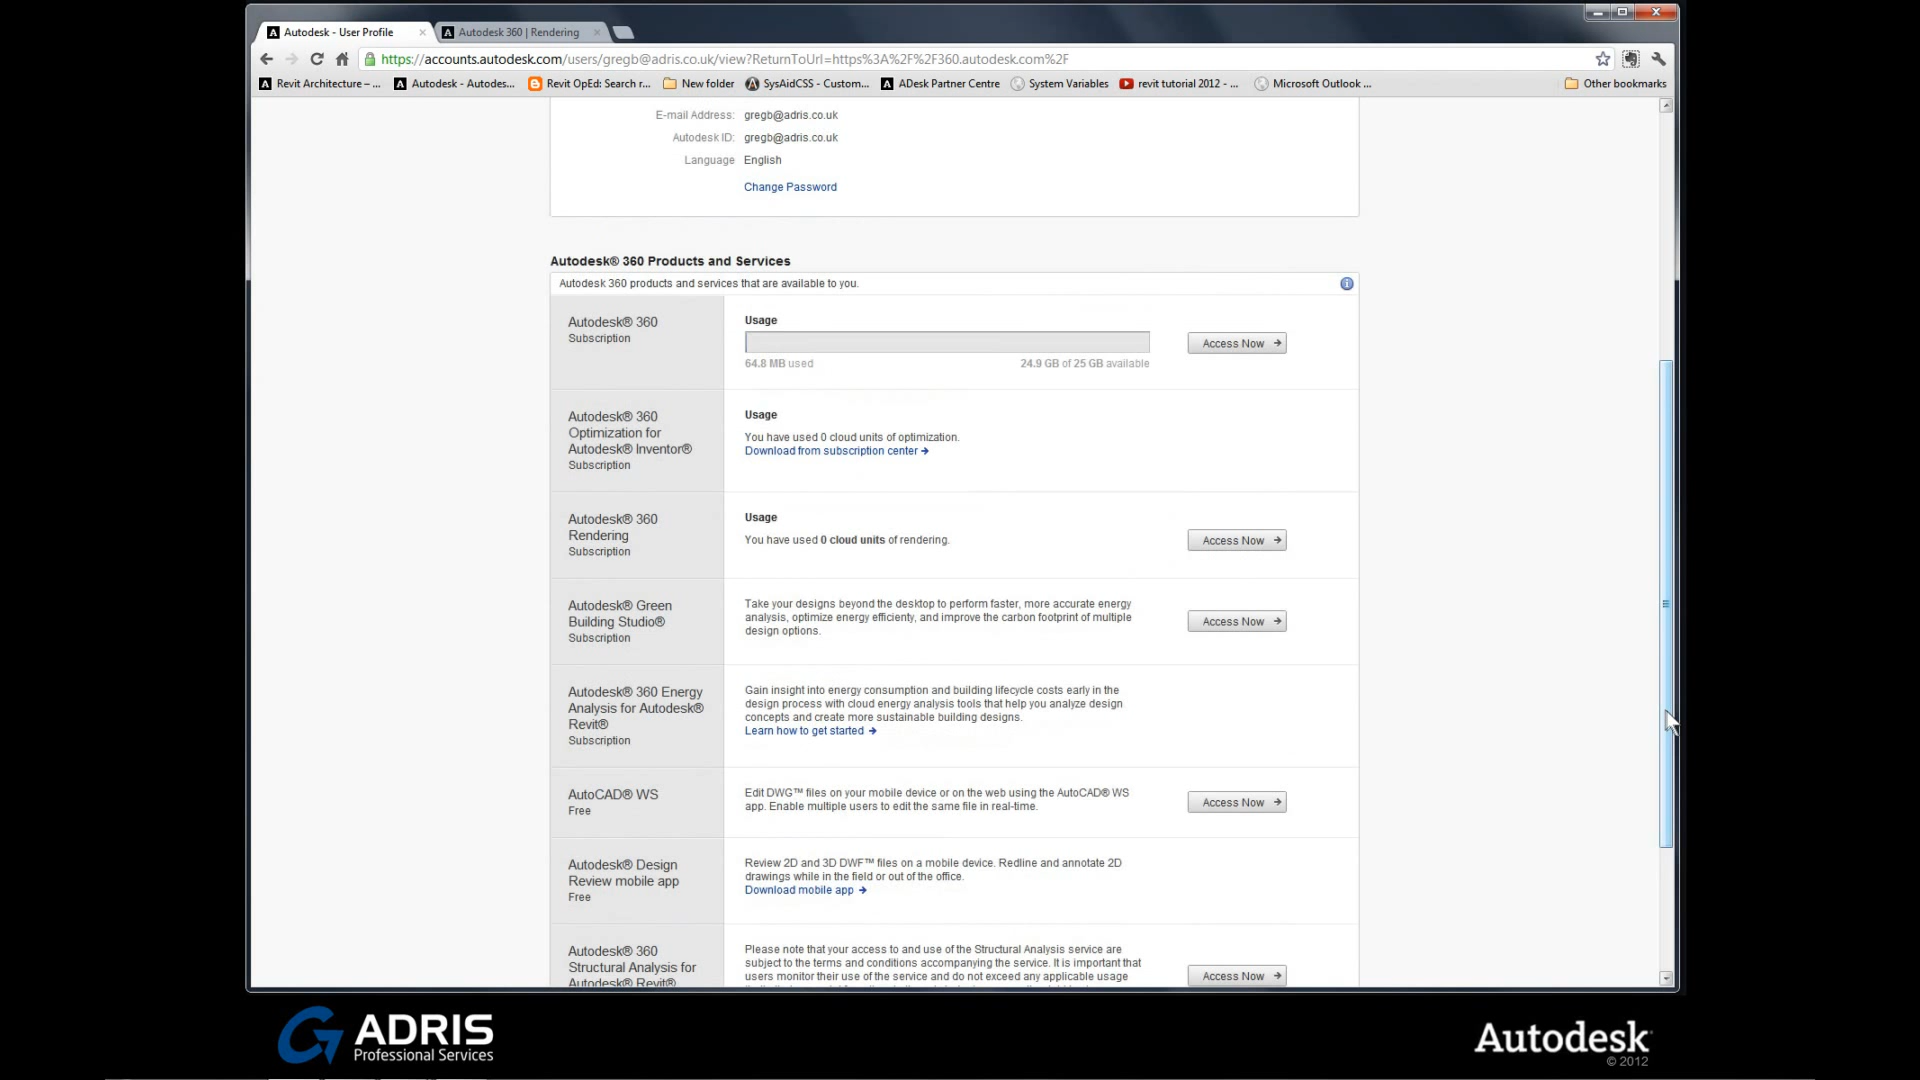 Autodesk - User Profile
Autodesk 360 | Rendering
https://accounts.autodesk.com/users/gregb@adris.co.uk/view?ReturnToUrl=https%3A%2F%2F360.autodesk.com%2F
Revit Architecture – ...
Autodesk - Autodes...
Revit OpEd: Search r...
New folder
SysAidCSS - Custom...
ADesk Partner Centre
System Variables
revit tutorial 2012 - ...
Microsoft Outlook ...
Other bookmarks
E-mail Address: gregb@adris.co.uk
Autodesk ID: gregb@adris.co.uk
Language English
Change Password
Autodesk® 360 Products and Services
Autodesk 360 products and services that are available to you.
Autodesk® 360
Subscription
Usage
64.8 MB used
24.9 GB of 25 GB available
Access Now
Autodesk® 360
Optimization for
Autodesk® Inventor®
Subscription
Usage
You have used 0 cloud units of optimization.
Download from subscription center
Autodesk® 360
Rendering
Subscription
Usage
You have used 0 cloud units of rendering.
Access Now
Autodesk® Green
Building Studio®
Subscription
Take your designs beyond the desktop to perform faster, more accurate energy
analysis, optimize energy efficienty, and improve the carbon footprint of multiple
design options.
Access Now
Autodesk® 360 Energy
Analysis for Autodesk®
Revit®
Subscription
Gain insight into energy consumption and building lifecycle costs early in the
design process with cloud energy analysis tools that help you analyze design
concepts and create more sustainable building designs.
Learn how to get started
AutoCAD® WS
Free
Edit DWG™ files on your mobile device or on the web using the AutoCAD® WS
app. Enable multiple users to edit the same file in real-time.
Access Now
Autodesk® Design
Review mobile app
Free
Review 2D and 3D DWF™ files on a mobile device. Redline and annotate 2D
drawings while in the field or out of the office.
Download mobile app
Autodesk® 360
Structural Analysis for
Autodesk® Revit®
Please note that your access to and use of the Structural Analysis service are
subject to the terms and conditions accompanying the service. It is important that
users monitor their use of the service and do not exceed any applicable usage
Access Now
ADRIS
Professional Services
Autodesk
© 2012